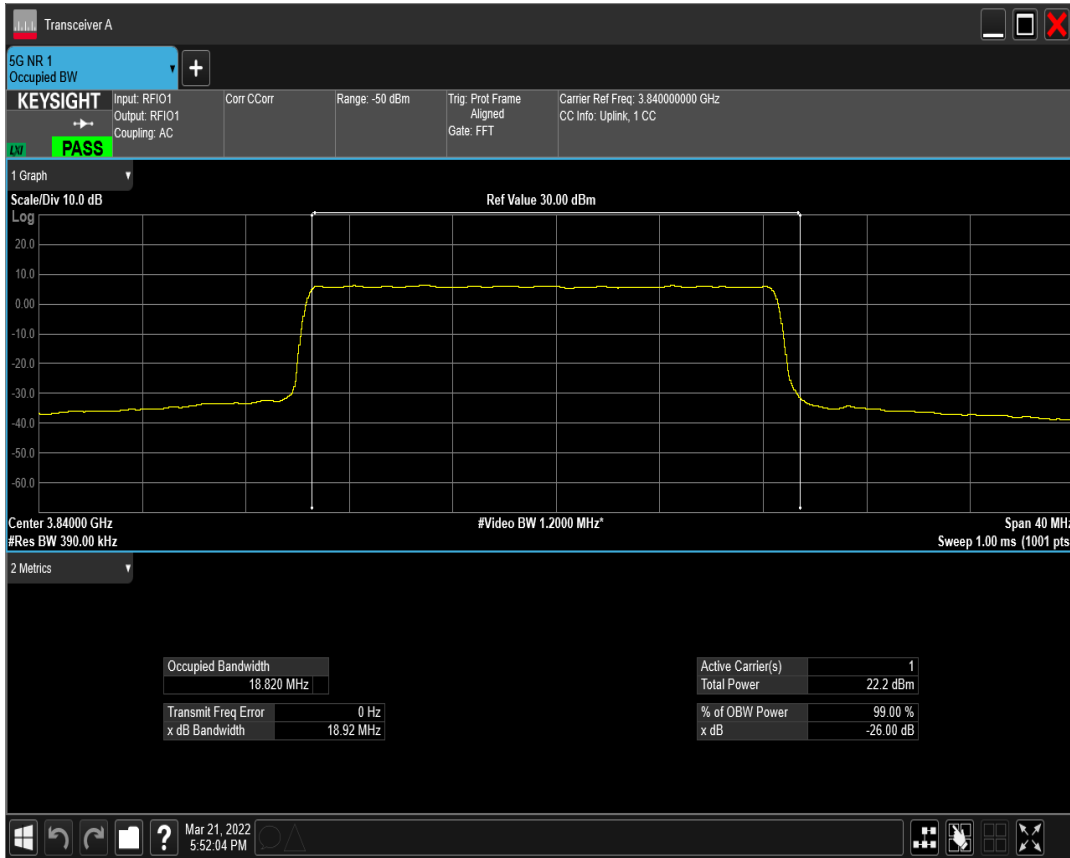 Transceiver A
5G NR 1
Occupied BW
KEYSIGHT
Input: RFIO1
Output: RFIO1
Coupling: AC
Corr CCorr
Range: -50 dBm
Trig: Prot Frame
Aligned
Gate: FFT
Carrier Ref Freq: 3.840000000 GHz
CC Info: Uplink, 1 CC
LXI
PASS
1 Graph
Scale/Div 10.0 dB
Ref Value 30.00 dBm
Log
20.0
10.0
0.00
-10.0
-20.0
-30.0
-40.0
-50.0
-60.0
Center 3.84000 GHz
#Video BW 1.2000 MHz*
Span 40 MHz
#Res BW 390.00 kHz
Sweep 1.00 ms (1001 pts
2 Metrics
Occupied Bandwidth
18.820 MHz
Transmit Freq Error 0 Hz
x dB Bandwidth 18.92 MHz
Active Carrier(s) 1
Total Power 22.2 dBm
% of OBW Power 99.00 %
x dB -26.00 dB
Mar 21, 2022
5:52:04 PM